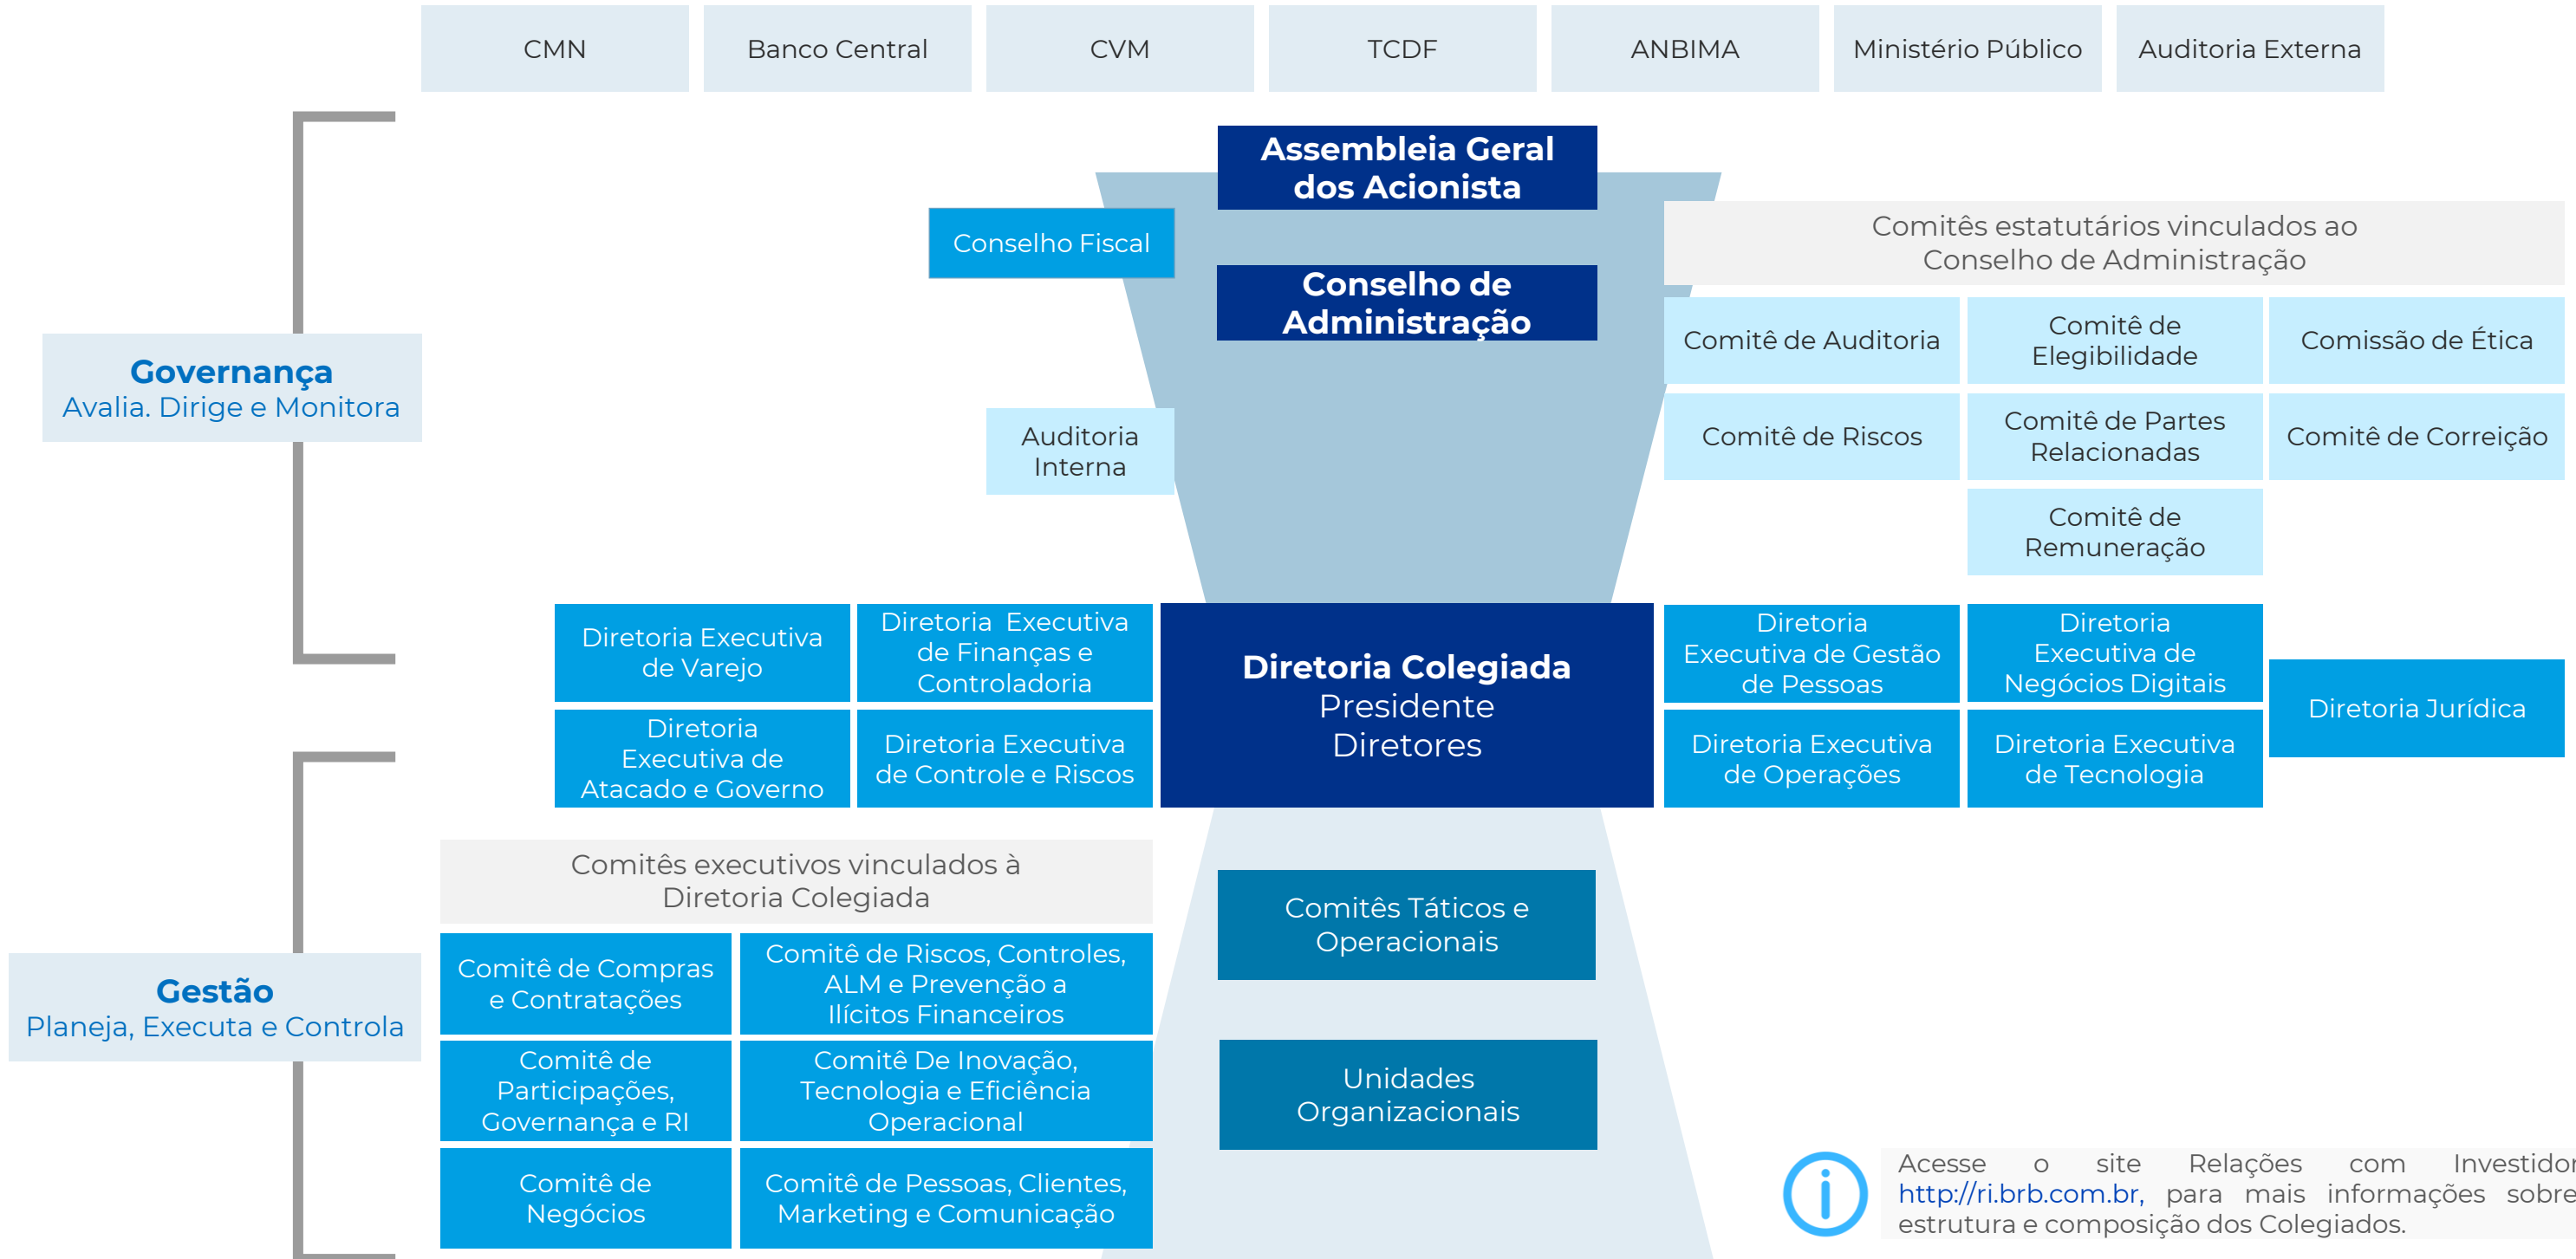 CMN
Banco Central
CVM
TCDF
ANBIMA
Ministério Público
Auditoria Externa
Assembleia Geral
dos Acionista
Conselho Fiscal
Conselho de
Administração
Comitês estatutários vinculados ao
Conselho de Administração
Comitê de Auditoria
Comitê de
Elegibilidade
Comissão de Ética
Governança
Avalia. Dirige e Monitora
Auditoria
Interna
Comitê de Riscos
Comitê de Partes
Relacionadas
Comitê de Correição
Comitê de
Remuneração
Diretoria Executiva
de Varejo
Diretoria Executiva
de Finanças e
Controladoria
Diretoria
Executiva de
Atacado e Governo
Diretoria Executiva
de Controle e Riscos
Diretoria Colegiada
Presidente
Diretores
Diretoria
Executiva de Gestão
de Pessoas
Diretoria
Executiva de
Negócios Digitais
Diretoria Executiva
de Operações
Diretoria Executiva
de Tecnologia
Diretoria Jurídica
Comitês executivos vinculados à
Diretoria Colegiada
Comitês Táticos e
Operacionais
Gestão
Planeja, Executa e Controla
Comitê de Compras
e Contratações
Comitê de Riscos, Controles,
ALM e Prevenção a
Ilícitos Financeiros
Comitê de
Participações,
Governança e RI
Comitê De Inovação,
Tecnologia e Eficiência
Operacional
Unidades
Organizacionais
Comitê de
Negócios
Comitê de Pessoas, Clientes,
Marketing e Comunicação
i
Acesse o site Relações com Investidor
http://ri.brb.com.br, para mais informações sobre
estrutura e composição dos Colegiados.